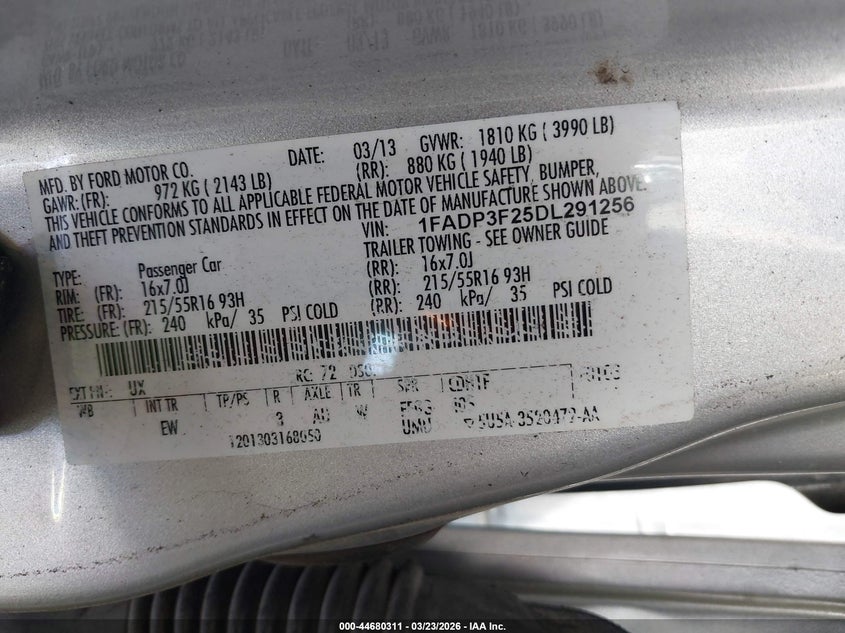 MFD. BY FORD MOTOR CO. DATE: 03/13 GVWR: 1810 KG ( 3990 LB)
GAWR: (FR): 972 KG ( 2143 LB) (RR): 880 KG ( 1940 LB)
THIS VEHICLE CONFORMS TO ALL APPLICABLE FEDERAL MOTOR VEHICLE SAFETY, BUMPER,
AND THEFT PREVENTION STANDARDS IN EFFECT ON THE DATE OF MANUFACTURE SHOWN ABOVE.
VIN: 1FADP3F25DL291256
TRAILER TOWING - SEE OWNER GUIDE
TYPE: Passenger Car
RIM: (FR): 16x7.0J (RR): 16x7.0J
TIRE: (FR): 215/55R16 93H (RR): 215/55R16 93H
PRESSURE: (FR): 240 kPa/ 35 PSI COLD (RR): 240 kPa/ 35 PSI COLD
UX RC: 72
WB INT TR TP/PS R AXLE TR SPR
EW 3 W
1201303168050
000-44680311 - 03/23/2026 - IAA Inc.